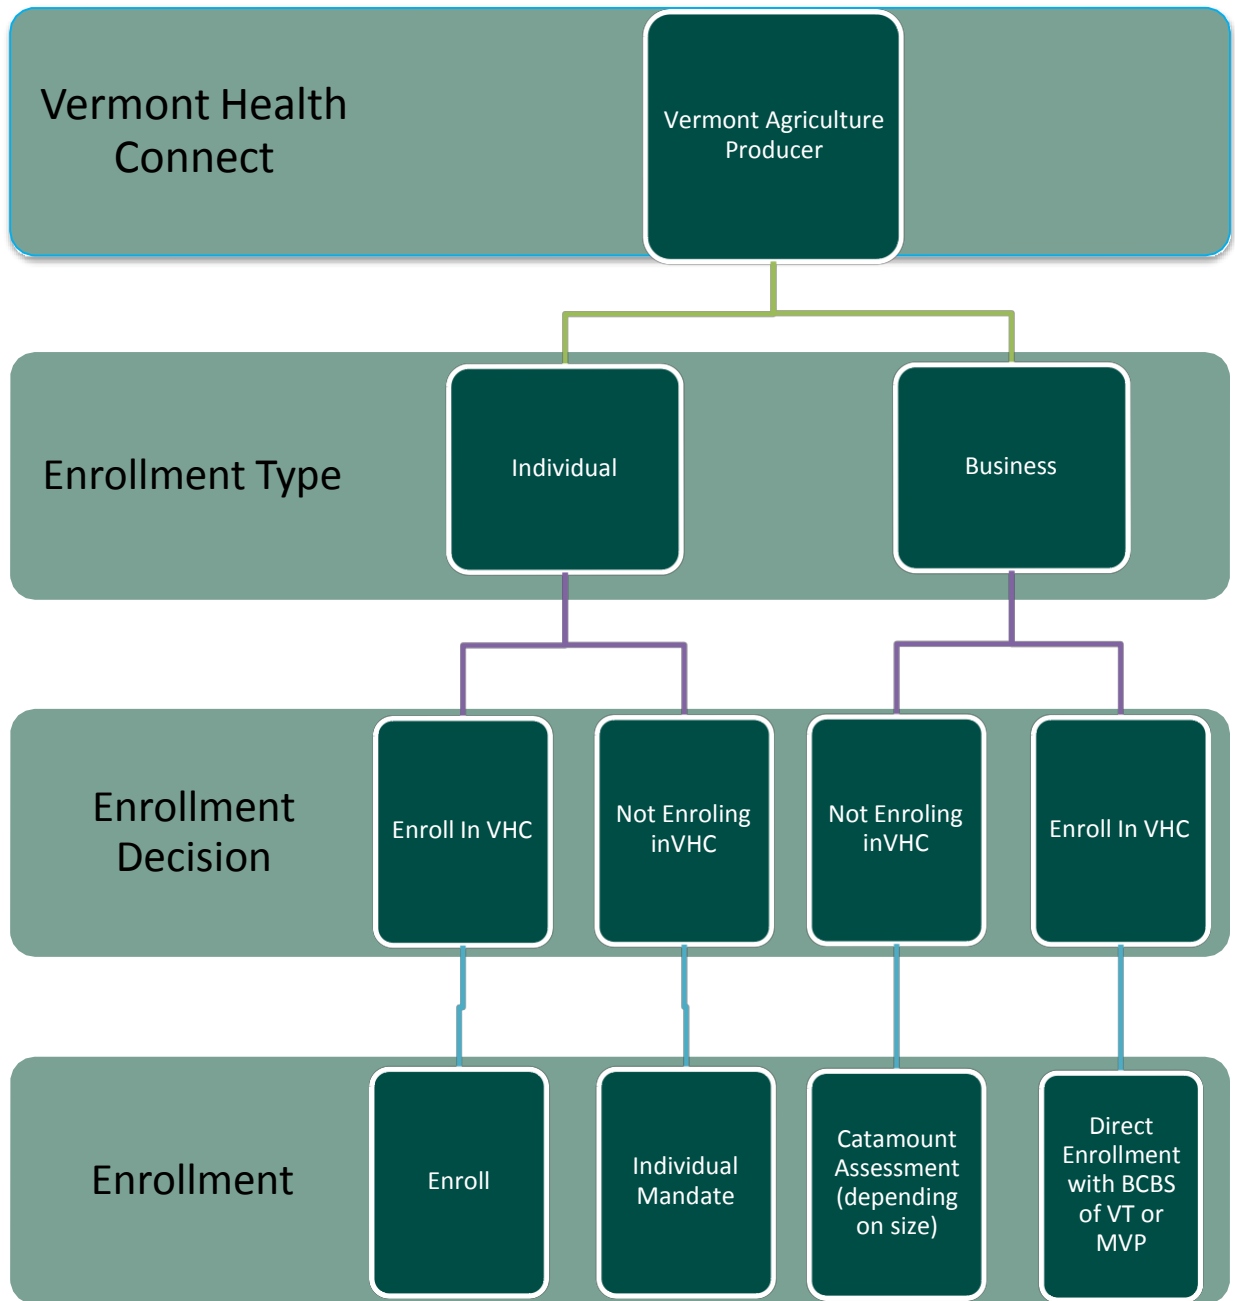 Vermont Health
Connect
Vermont Agriculture
Producer
Enrollment Type
Individual
Business
Enrollment
Decision
Enroll In VHC
Not Enroling
inVHC
Not Enroling
inVHC
Enroll In VHC
Enrollment
Enroll
Individual
Mandate
Catamount
Assessment
(depending
on size)
Direct
Enrollment
with BCBS
of VT or
MVP